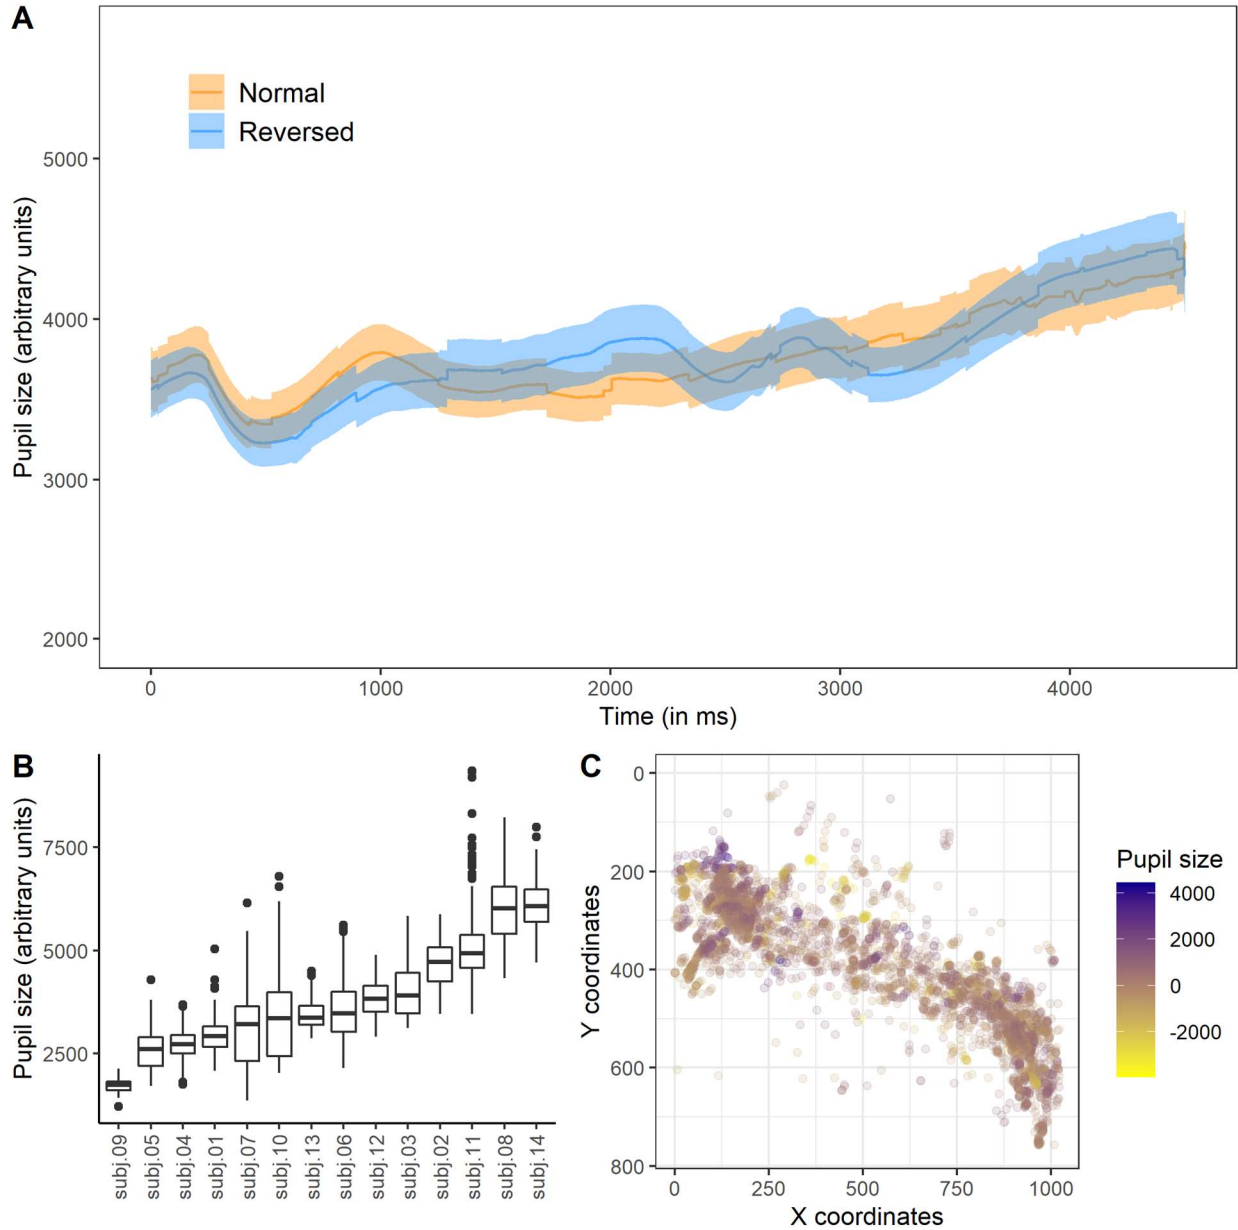 A
Normal
Reversed
Pupil size (arbitrary units)
5000
4000
3000
2000
0 1000 2000 3000 4000
Time (in ms)
B
Pupil size (arbitrary units)
7500
5000
2500
subj.09 subj.05 subj.04 subj.01 subj.07 subj.10 subj.13 subj.06 subj.12 subj.03 subj.02 subj.11 subj.08 subj.14
C
Y coordinates
0
200
400
600
800
0 250 500 750 1000
X coordinates
Pupil size
4000
2000
0
-2000